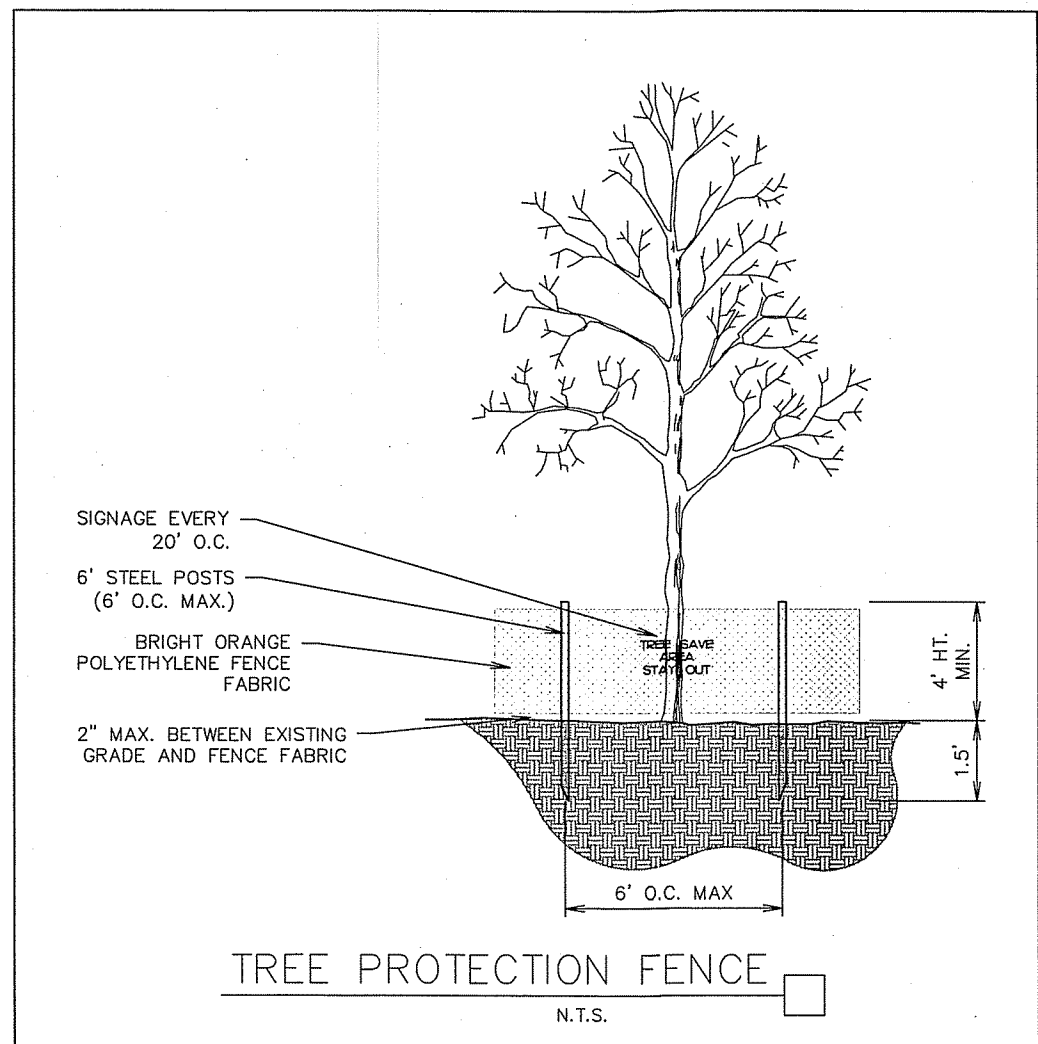 SIGNAGE EVERY
20' O.C.
6' STEEL POSTS
(6' O.C. MAX.)
BRIGHT ORANGE
POLYETHYLENE FENCE
FABRIC
2" MAX. BETWEEN EXISTING
GRADE AND FENCE FABRIC
TREE SAVE
AREA
STAY OUT
4' HT.
MIN.
1.5'
6' O.C. MAX
TREE PROTECTION FENCE
N.T.S.